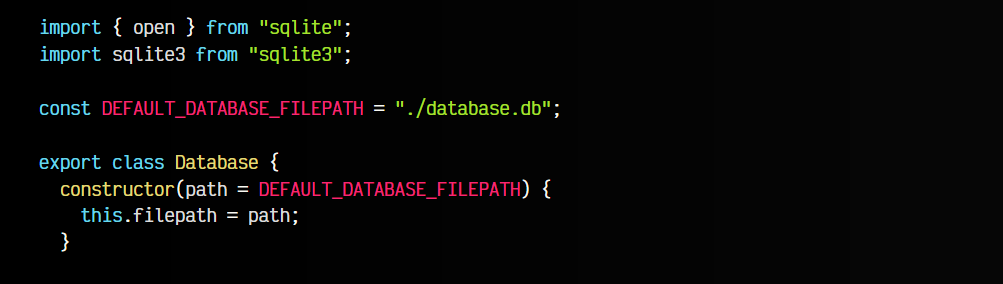 import { open } from "sqlite";
import sqlite3 from "sqlite3";
const DEFAULT_DATABASE_FILEPATH = "./database.db";
export class Database {
constructor(path = DEFAULT_DATABASE_FILEPATH) {
this.filepath = path;
}